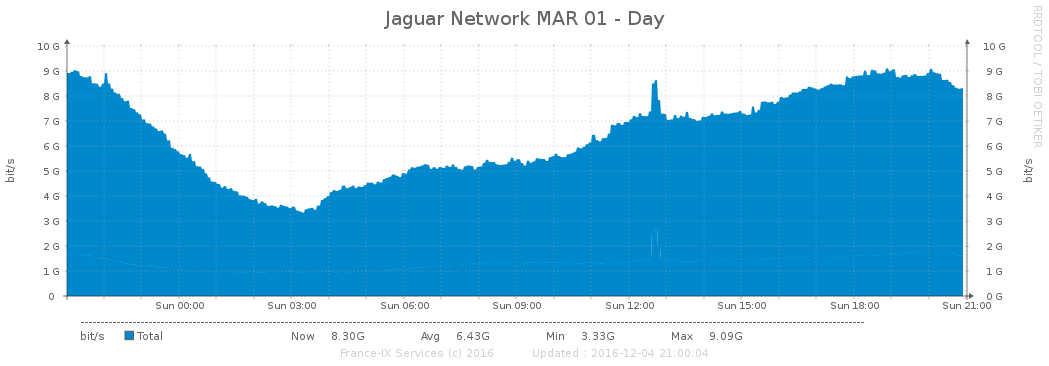 Jaguar Network MAR 01 - Day
RRDTOOL / TOBI OETIKER
10 G 10 G
9 G 9 G
8 G 8 G
7 G 7 G
6 G 6 G
5 G 5 G
4 G 4 G
3 G 3 G
2 G 2 G
1 G 1 G
0 0 G
bit/s
bit/s
Sun 00:00 Sun 03:00 Sun 06:00 Sun 09:00 Sun 12:00 Sun 15:00 Sun 18:00 Sun 21:00
bit/s Total Now 8.30G Avg 6.43G Min 3.33G Max 9.09G
France-IX Services (c) 2016 Updated : 2016-12-04 21:00:04